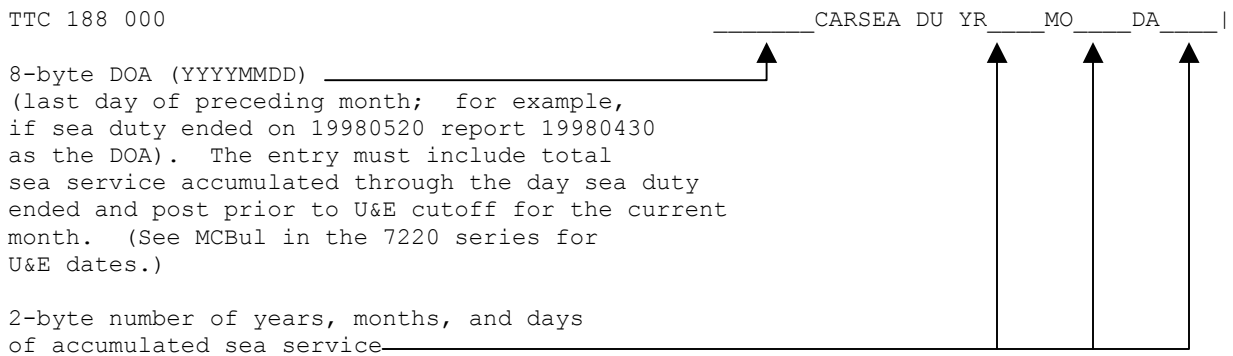 TTC 188 000 _______CARSEA DU YR____MO____DA____|
8-byte DOA (YYYYMMDD)
(last day of preceding month; for example,
if sea duty ended on 19980520 report 19980430
as the DOA). The entry must include total
sea service accumulated through the day sea duty
ended and post prior to U&E cutoff for the current
month. (See MCBul in the 7220 series for
U&E dates.)
2-byte number of years, months, and days
of accumulated sea service